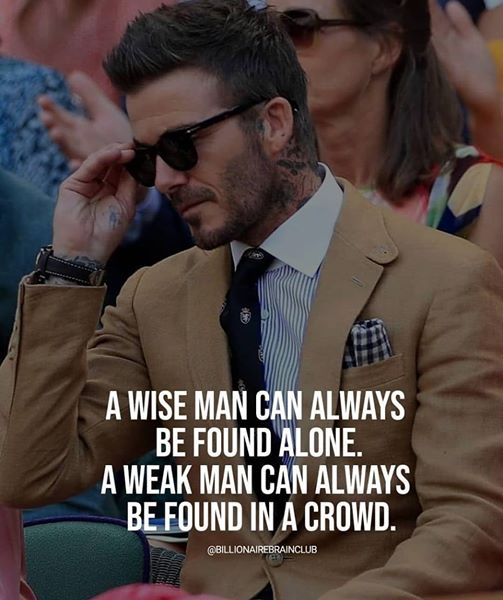 A WISE MAN CAN ALWAYS
BE FOUND ALONE.
A WEAK MAN CAN ALWAYS
BE FOUND IN A CROWD.
@BILLIONAIREBRAINCLUB